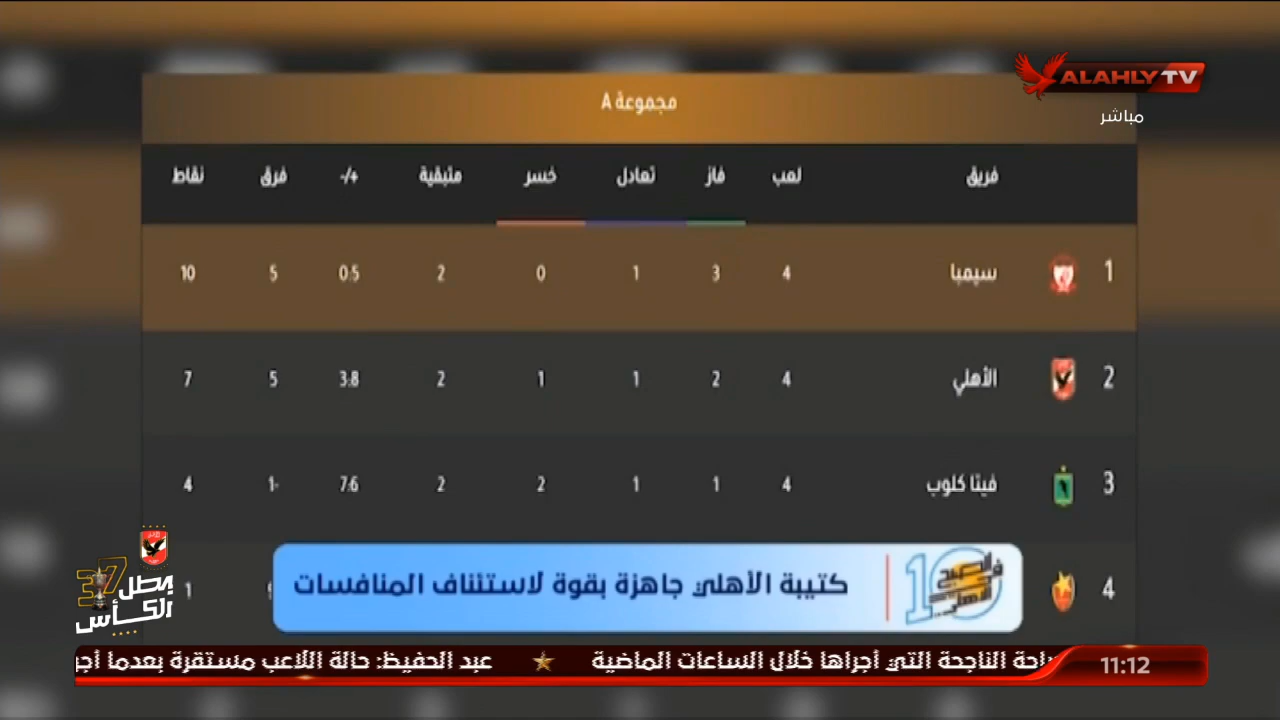 ALAHLY TV
مباشر
مجموعة A
فريق لعب فاز تعادل خسر متبقية +/- فرق نقاط
1 سيمبا 4 3 1 0 2 0:5 5 10
2 الأهلي 4 2 1 1 2 3:8 5 7
3 فيتا كلوب 4 1 1 2 2 7:6 -1 4
4 1
10
كتيبة الأهلي جاهزة بقوة لاستئناف المنافسات
بطل الكأس 37
11:12 راحة الناجحة التي أجراها خلال الساعات الماضية عبد الحفيظ: حالة اللاعب مستقرة بعدما أجر